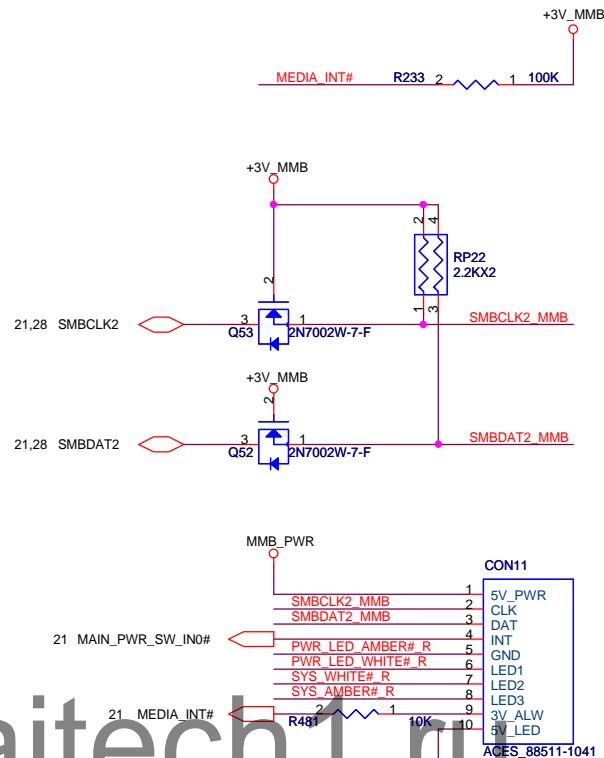 +3V_MMB
MEDIA_INT# R233 2 1 100K
+3V_MMB
2 4
RP22
2.2KX2
2
1 3
21,28 SMBCLK2 3 1 SMBCLK2_MMB
Q53 2N7002W-7-F
+3V_MMB
2
21,28 SMBDAT2 3 1 SMBDAT2_MMB
Q52 2N7002W-7-F
MMB_PWR
CON11
1 5V_PWR
SMBCLK2_MMB 2 CLK
SMBDAT2_MMB 3 DAT
21 MAIN_PWR_SW_IN0# 4 INT
PWR_LED_AMBER#_R 5 GND
PWR_LED_WHITE#_R 6 LED1
SYS_WHITE#_R 7 LED2
SYS_AMBER#_R 8 LED3
21 MEDIA_INT# R481 2 1 10K 9 3V_ALW
10 5V_LED
ACES_88511-1041
aitech1.ru